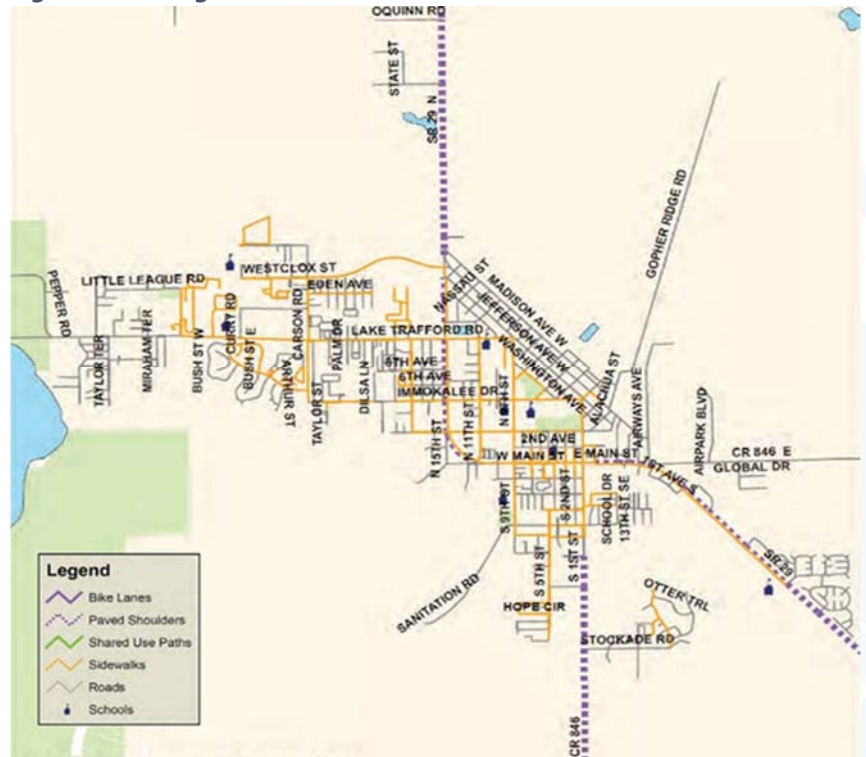 OQUINN RD
STATE ST
SR 29 N
GOPHER RIDGE RD
PEPPER RD
LITTLE LEAGUE RD
WESTCLOX ST
EDEN AVE
NASSAU ST
MADISON AVE W
JEFFERSON AVE W
WASHINGTON AVE
TAYLOR TER
MIRAHAM TER
BUSH ST W
CURRY RD
BUSH ST E
CARSON RD
PALM DR
LAKE TRAFFORD RD
ARTHUR ST
TAYLOR ST
DILSA LN
6TH AVE
IMMOKALEE DR
N 15TH ST
N 11TH ST
ALACHUA ST
AIRWAYS AVE
AIRPARK BLVD
2ND AVE
W MAIN ST
E MAIN ST
1ST AVE S
CR 846 E
GLOBAL DR
S 9TH ST
S 2ND ST
SCHOOL DR
13TH ST SE
S 5TH ST
S 1ST ST
SR 29
SANITATION RD
HOPE CIR
OTTER TRL
STOCKADE RD
CR 846
Legend
Bike Lanes
Paved Shoulders
Shared Use Paths
Sidewalks
Roads
Schools